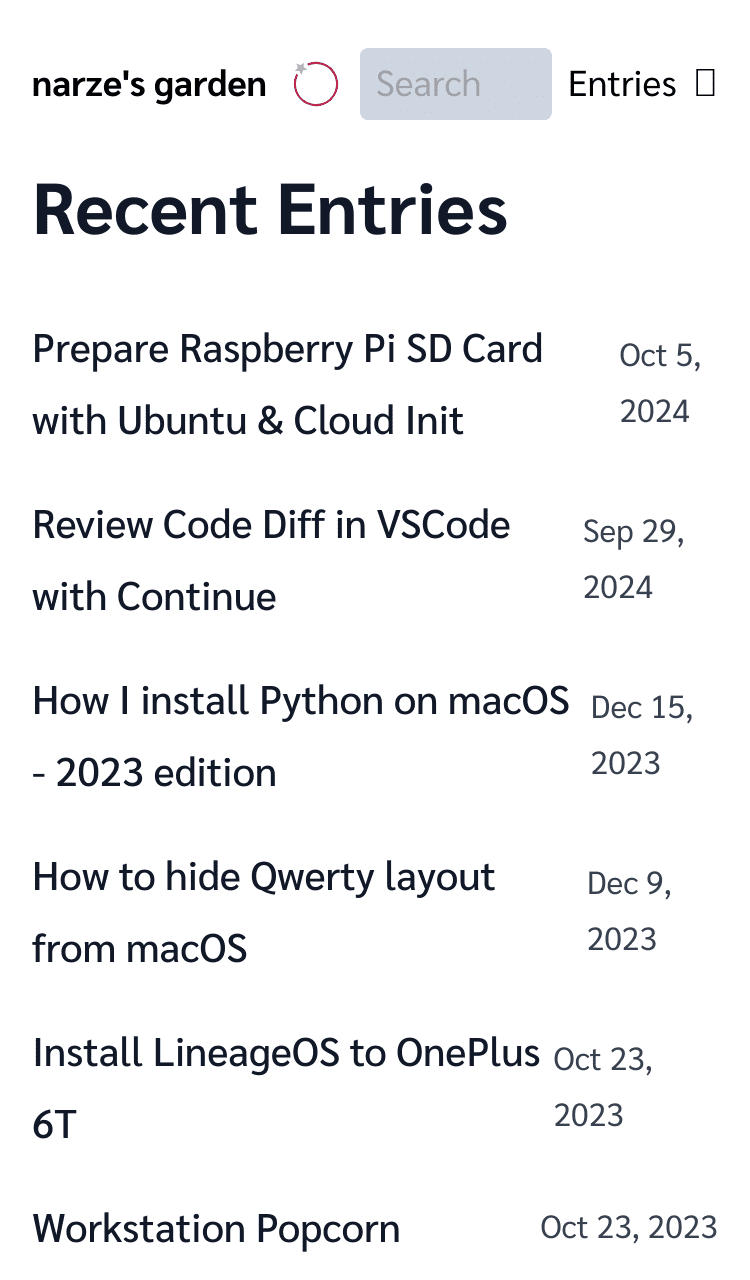 narze's garden Search Entries
Recent Entries
Prepare Raspberry Pi SD Card
with Ubuntu & Cloud Init
Oct 5,
2024
Review Code Diff in VSCode
with Continue
Sep 29,
2024
How I install Python on macOS
- 2023 edition
Dec 15,
2023
How to hide Qwerty layout
from macOS
Dec 9,
2023
Install LineageOS to OnePlus
6T
Oct 23,
2023
Workstation Popcorn
Oct 23, 2023